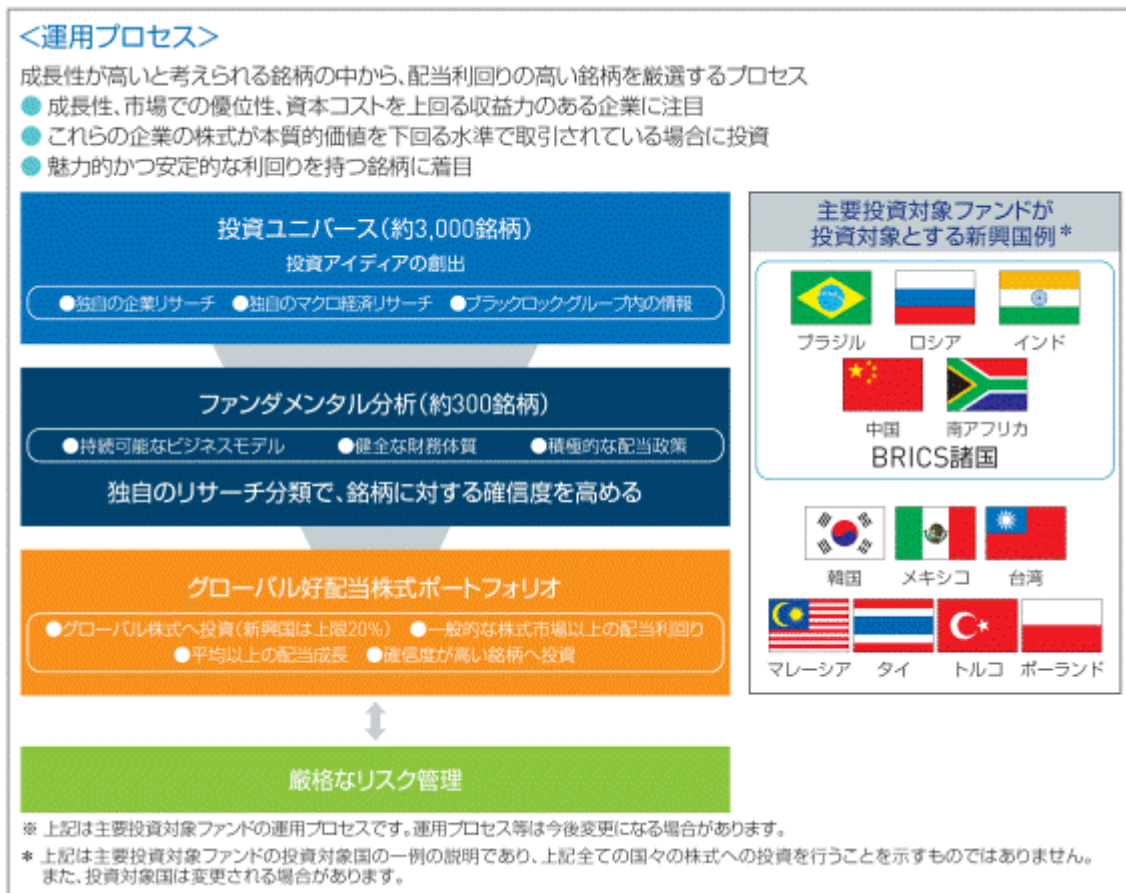 ＜運用プロセス＞
成長性が高いと考えられる銘柄の中から、配当利回りの高い銘柄を厳選するプロセス
● 成長性、市場での優位性、資本コストを上回る収益力のある企業に注目
● これらの企業の株式が本質的価値を下回る水準で取引されている場合に投資
● 魅力的かつ安定的な利回りを持つ銘柄に着目
投資ユニバース（約3,000銘柄）
投資アイディアの創出
●独自の企業リサーチ ●独自のマクロ経済リサーチ ●ブラックロック・グループ内の情報
ファンダメンタル分析（約300銘柄）
●持続可能なビジネスモデル ●健全な財務体質 ●積極的な配当政策
独自のリサーチ分類で、銘柄に対する確信度を高める
グローバル好配当株式ポートフォリオ
●グローバル株式へ投資（新興国は上限20％） ●一般的な株式市場以上の配当利回り
●平均以上の配当成長 ●確信度が高い銘柄へ投資
厳格なリスク管理
主要投資対象ファンドが
投資対象とする新興国例＊
ブラジル ロシア インド
中国 南アフリカ
BRICS諸国
韓国 メキシコ 台湾
マレーシア タイ トルコ ポーランド
※ 上記は主要投資対象ファンドの運用プロセスです。運用プロセス等は今後変更になる場合があります。
＊ 上記は主要投資対象ファンドの投資対象国の一例の説明であり、上記全ての国々の株式への投資を行うことを示すものではありません。
また、投資対象国は変更される場合があります。